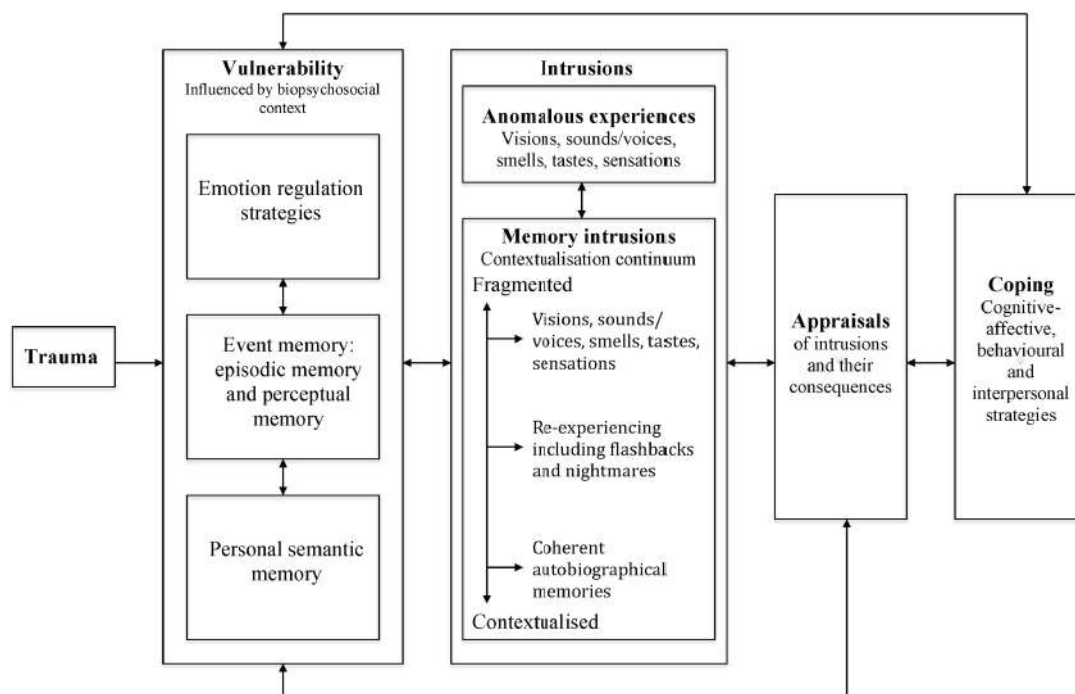 Trauma
Vulnerability
Influenced by biopsychosocial
context
Emotion regulation
strategies
Event memory:
episodic memory
and perceptual
memory
Personal semantic
memory
Intrusions
Anomalous experiences
Visions, sounds/voices,
smells, tastes, sensations
Memory intrusions
Contextualisation continuum
Fragmented
Visions, sounds/
voices, smells, tastes,
sensations
Re-experiencing
including flashbacks
and nightmares
Coherent
autobiographical
memories
Contextualised
Appraisals
of intrusions
and their
consequences
Coping
Cognitive-
affective,
behavioural
and
interpersonal
strategies